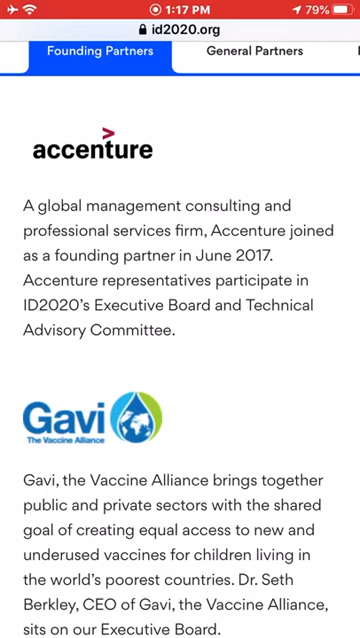 1:17 PM
79%
id2020.org
Founding Partners
General Partners
>
accenture
A global management consulting and
professional services firm, Accenture joined
as a founding partner in June 2017.
Accenture representatives participate in
ID2020's Executive Board and Technical
Advisory Committee.
Gavi
The Vaccine Alliance
Gavi, the Vaccine Alliance brings together
public and private sectors with the shared
goal of creating equal access to new and
underused vaccines for children living in
the world's poorest countries. Dr. Seth
Berkley, CEO of Gavi, the Vaccine Alliance,
sits on our Executive Board.